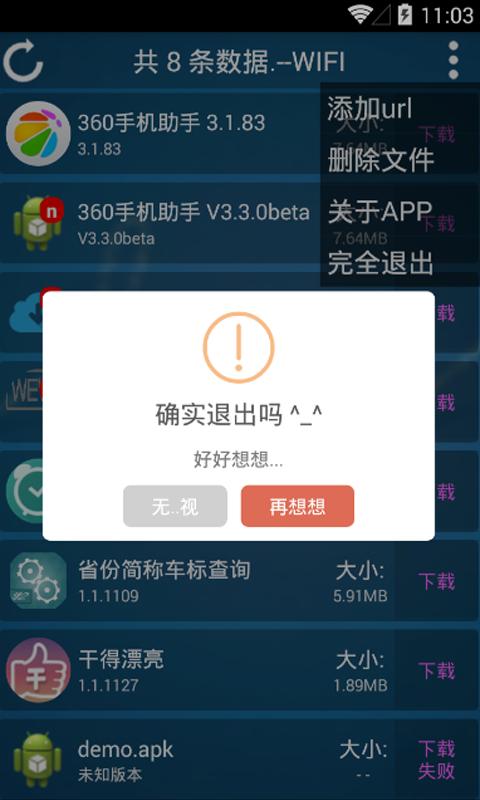 11:03
共 8 条数据.--WIFI
添加url
删除文件
关于APP
完全退出
360手机助手 3.1.83
3.1.83
大小:
7.64MB
下载
360手机助手 V3.3.0beta
V3.3.0beta
7.64MB
下载
载
WE
载
载
确实退出吗 ^_^
好好想想...
无..视
再想想
省份简称车标查询
1.1.1109
大小:
5.91MB
下载
干得漂亮
1.1.1127
大小:
1.89MB
下载
demo.apk
未知版本
大小:
--
下载
失败